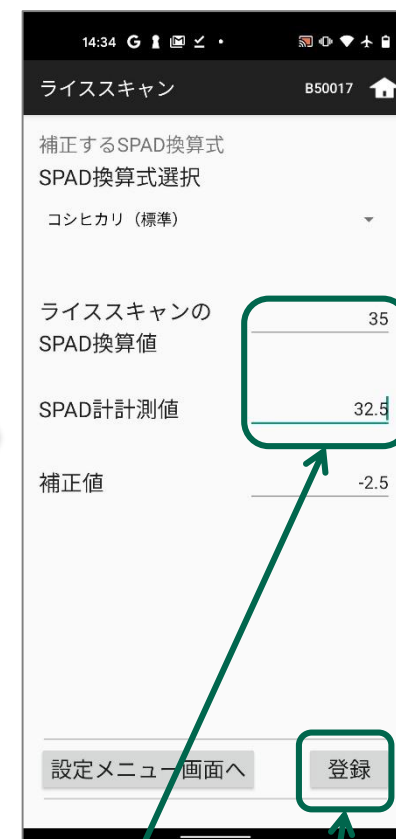 14:34 G
ライススキャン B50017
補正するSPAD換算式
SPAD換算式選択
コシヒカリ（標準）
ライススキャンの 35
SPAD換算値
SPAD計計測値 32.5
補正値 -2.5
設定メニュー画面へ 登録